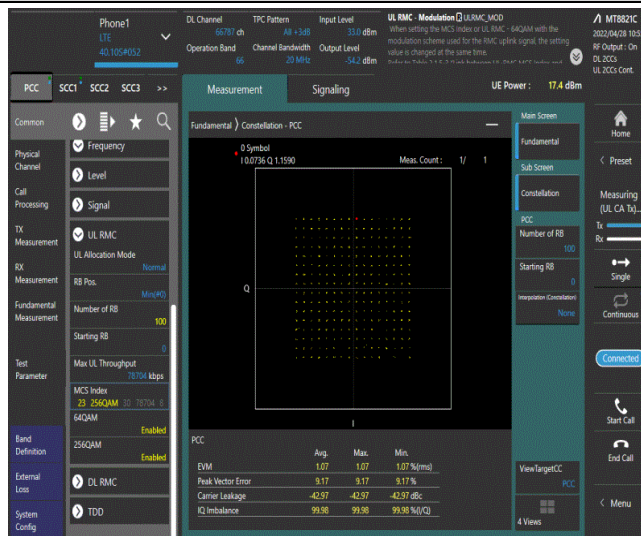 Phone1
LTE
40.105#052
DL Channel
66787 ch
TPC Pattern
All +3dB
Input Level
33.0 dBm
Operation Band
66
Channel Bandwidth
20 MHz
Output Level
-54.2 dBm
UL RMC - Modulation ULRMC_MOD
When setting the MCS index or UL RMC - 64QAM with the
modulation scheme used for the RMC uplink signal, the setting
value is changed at the same time.
MT8821C
2022/04/28 10:5
RF Output : On
DL 2CCs
UL 2CCs Cont.
PCC
SCC1
SCC2
SCC3
>>
Measurement
Signaling
UE Power : 17.4 dBm
Common
Physical
Channel
Call
Processing
TX
Measurement
RX
Measurement
Fundamental
Measurement
Test
Parameter
Band
Definition
External
Loss
System
Config
Frequency
Level
Signal
UL RMC
UL Allocation Mode
Normal
RB Pos.
Min(#0)
Number of RB
100
Starting RB
0
Max UL Throughput
78704 kbps
MCS Index
23 256QAM 30 78704 8
64QAM
Enabled
256QAM
Enabled
DL RMC
TDD
Fundamental > Constellation - PCC
0 Symbol
I 0.0736 Q 1.1590
Meas. Count : 1/ 1
Q
I
PCC
Avg. Max. Min.
EVM 1.07 1.07 1.07 %(rms)
Peak Vector Error 9.17 9.17 9.17 %
Carrier Leakage -42.97 -42.97 -42.97 dBc
IQ Imbalance 99.98 99.98 99.98 %(I/Q)
Main Screen
Fundamental
Sub Screen
Constellation
PCC
Number of RB
100
Starting RB
0
Interpolation (Constellation)
None
ViewTargetCC
PCC
4 Views
Home
< Preset
Measuring
(UL CA Tx)...
Tx
Rx
Single
Continuous
Connected
Start Call
End Call
< Menu